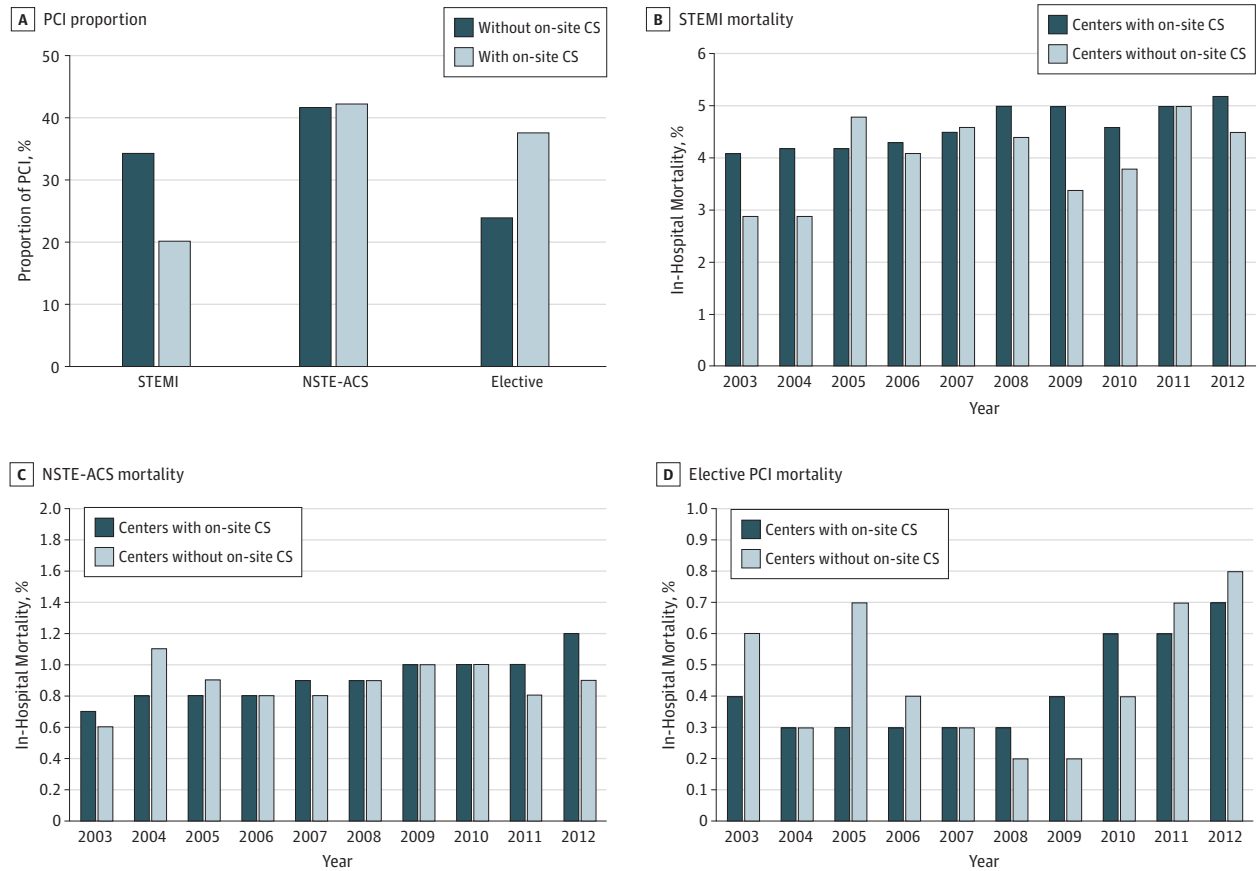 A PCI proportion
Without on-site CS
With on-site CS
50
40
30
20
10
0
Proportion of PCI, %
STEMI NSTE-ACS Elective
B STEMI mortality
Centers with on-site CS
Centers without on-site CS
6
5
4
3
2
1
0
In-Hospital Mortality, %
2003 2004 2005 2006 2007 2008 2009 2010 2011 2012
Year
C NSTE-ACS mortality
Centers with on-site CS
Centers without on-site CS
2.0
1.8
1.6
1.4
1.2
1.0
0.8
0.6
0.4
0.2
0
In-Hospital Mortality, %
2003 2004 2005 2006 2007 2008 2009 2010 2011 2012
Year
D Elective PCI mortality
Centers with on-site CS
Centers without on-site CS
1.0
0.9
0.8
0.7
0.6
0.5
0.4
0.3
0.2
0.1
0
In-Hospital Mortality, %
2003 2004 2005 2006 2007 2008 2009 2010 2011 2012
Year